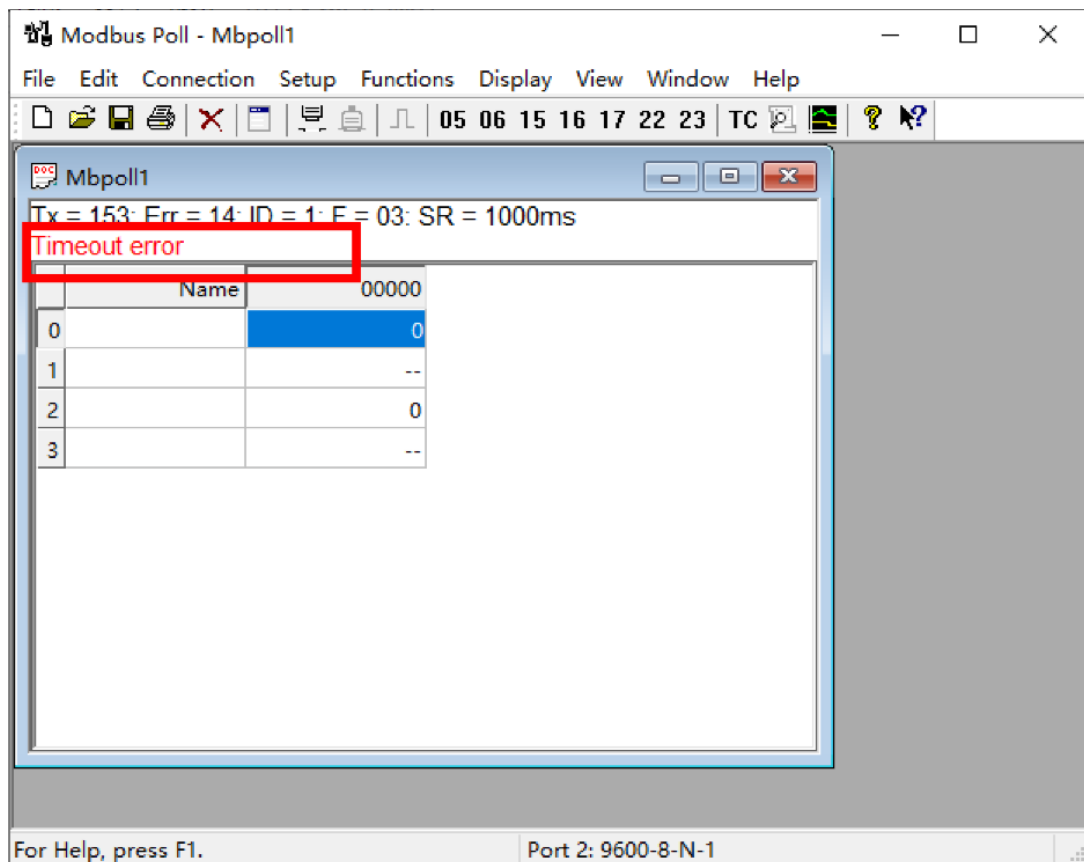 Modbus Poll - Mbpoll1
File Edit Connection Setup Functions Display View Window Help
05 06 15 16 17 22 23 TC
Mbpoll1
Tx = 153: Err = 14: ID = 1: F = 03: SR = 1000ms
Timeout error
Name 00000
0 0
1 --
2 0
3 --
For Help, press F1. Port 2: 9600-8-N-1